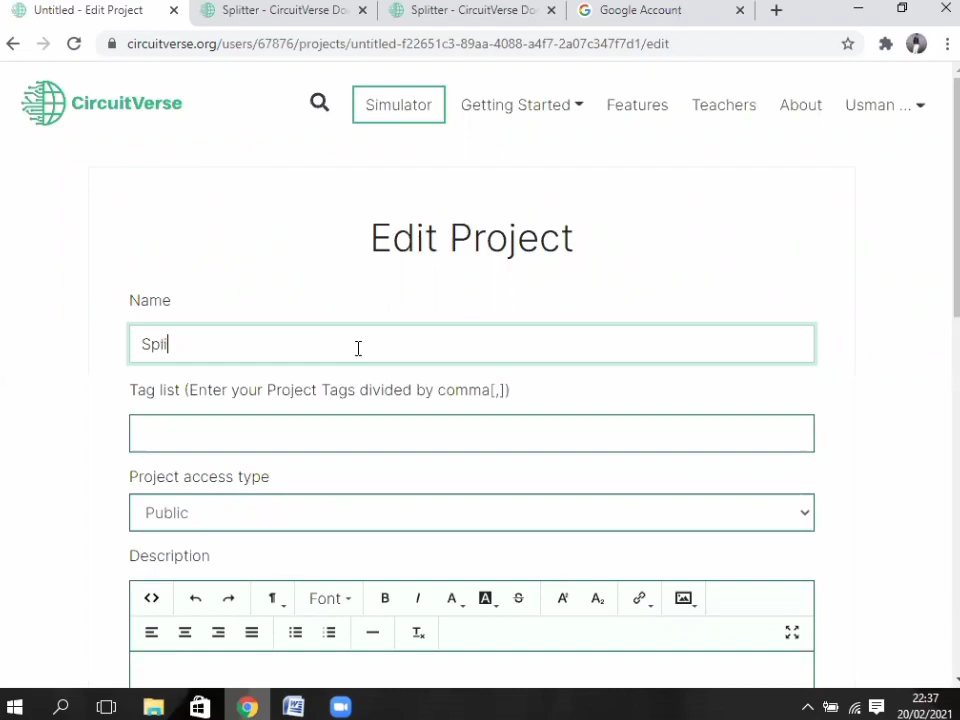 Untitled - Edit Project
Splitter - CircuitVerse Do
Splitter - CircuitVerse Do
Google Account
circuitverse.org/users/67876/projects/untitled-f22651c3-89aa-4088-a4f7-2a07c347f7d1/edit
CircuitVerse
Simulator
Getting Started
Features
Teachers
About
Usman ...
Edit Project
Name
Spli
Tag list (Enter your Project Tags divided by comma[,])
Project access type
Public
Description
Font
22:37
20/02/2021